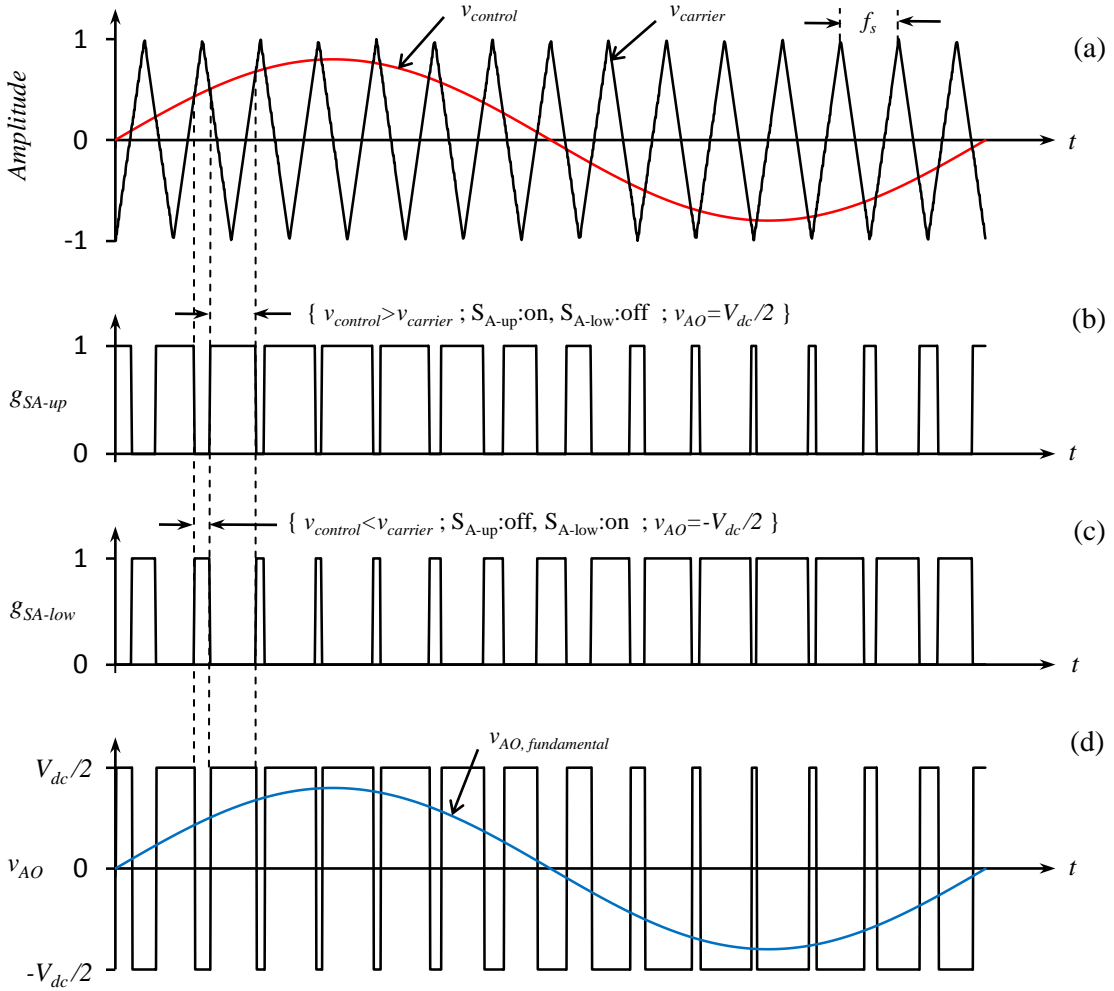 v_control
v_carrier
f_s
(a)
1
0
-1
Amplitude
t
{ v_control>v_carrier ; S_A-up:on, S_A-low:off ; v_AO=V_dc/2 }
(b)
1
g_SA-up
0
t
{ v_control<v_carrier ; S_A-up:off, S_A-low:on ; v_AO=-V_dc/2 }
(c)
1
g_SA-low
0
t
v_AO, fundamental
(d)
V_dc/2
v_AO
0
t
-V_dc/2